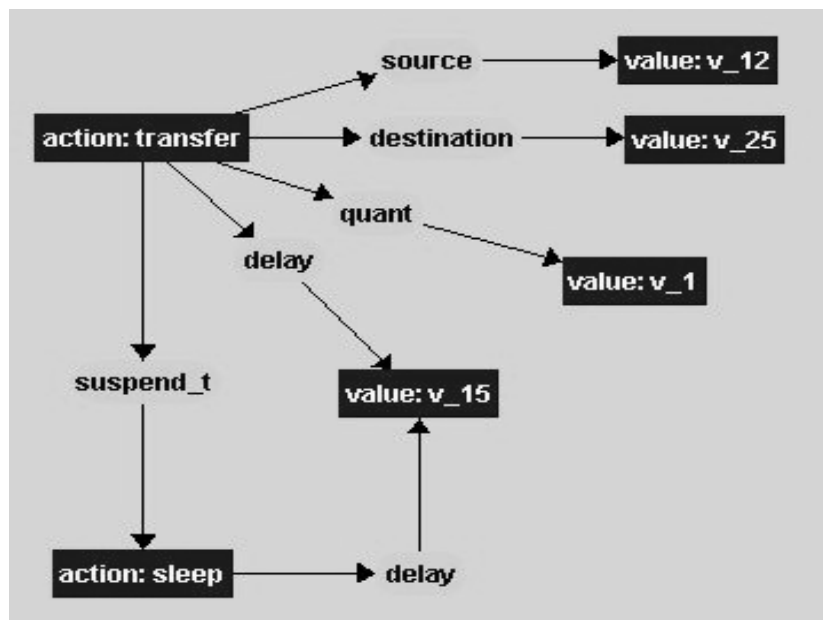 source
value: v_12
action: transfer
destination
value: v_25
quant
delay
value: v_1
suspend_t
value: v_15
action: sleep
delay